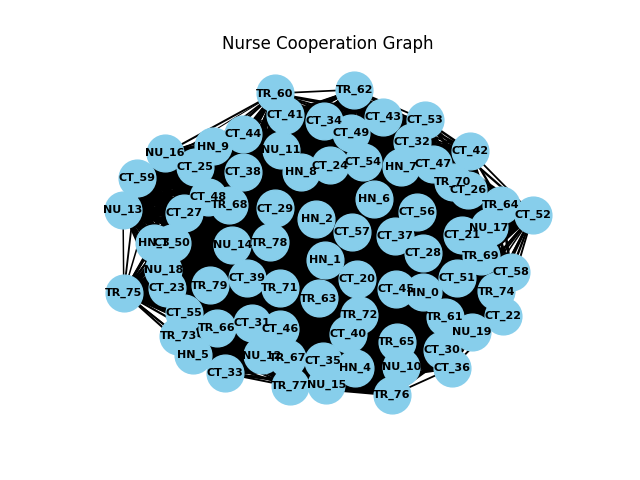 Nurse Cooperation Graph
TR_60
TR_62
CT_41
CT_34
CT_43
CT_53
CT_44
CT_49
CT_32
HN_9
NU_11
CT_42
NU_16
CT_25
CT_38
HN_8
CT_24
CT_54
HN_7
CT_47
CT_59
TR_70
CT_26
CT_48
TR_68
HN_6
TR_64
NU_13
CT_27
CT_29
HN_2
CT_56
CT_52
CT_50
NU_14
TR_78
CT_57
CT_37
CT_21
NU_17
HN_1
CT_28
TR_69
NU_18
CT_58
TR_75
CT_23
TR_79
CT_39
TR_71
TR_63
CT_20
CT_45
HN_0
CT_51
TR_74
CT_55
TR_72
TR_61
CT_22
TR_73
TR_66
CT_31
CT_46
CT_40
TR_65
NU_19
HN_5
NU_12
TR_67
CT_35
CT_30
CT_33
HN_4
NU_10
CT_36
TR_77
NU_15
TR_76